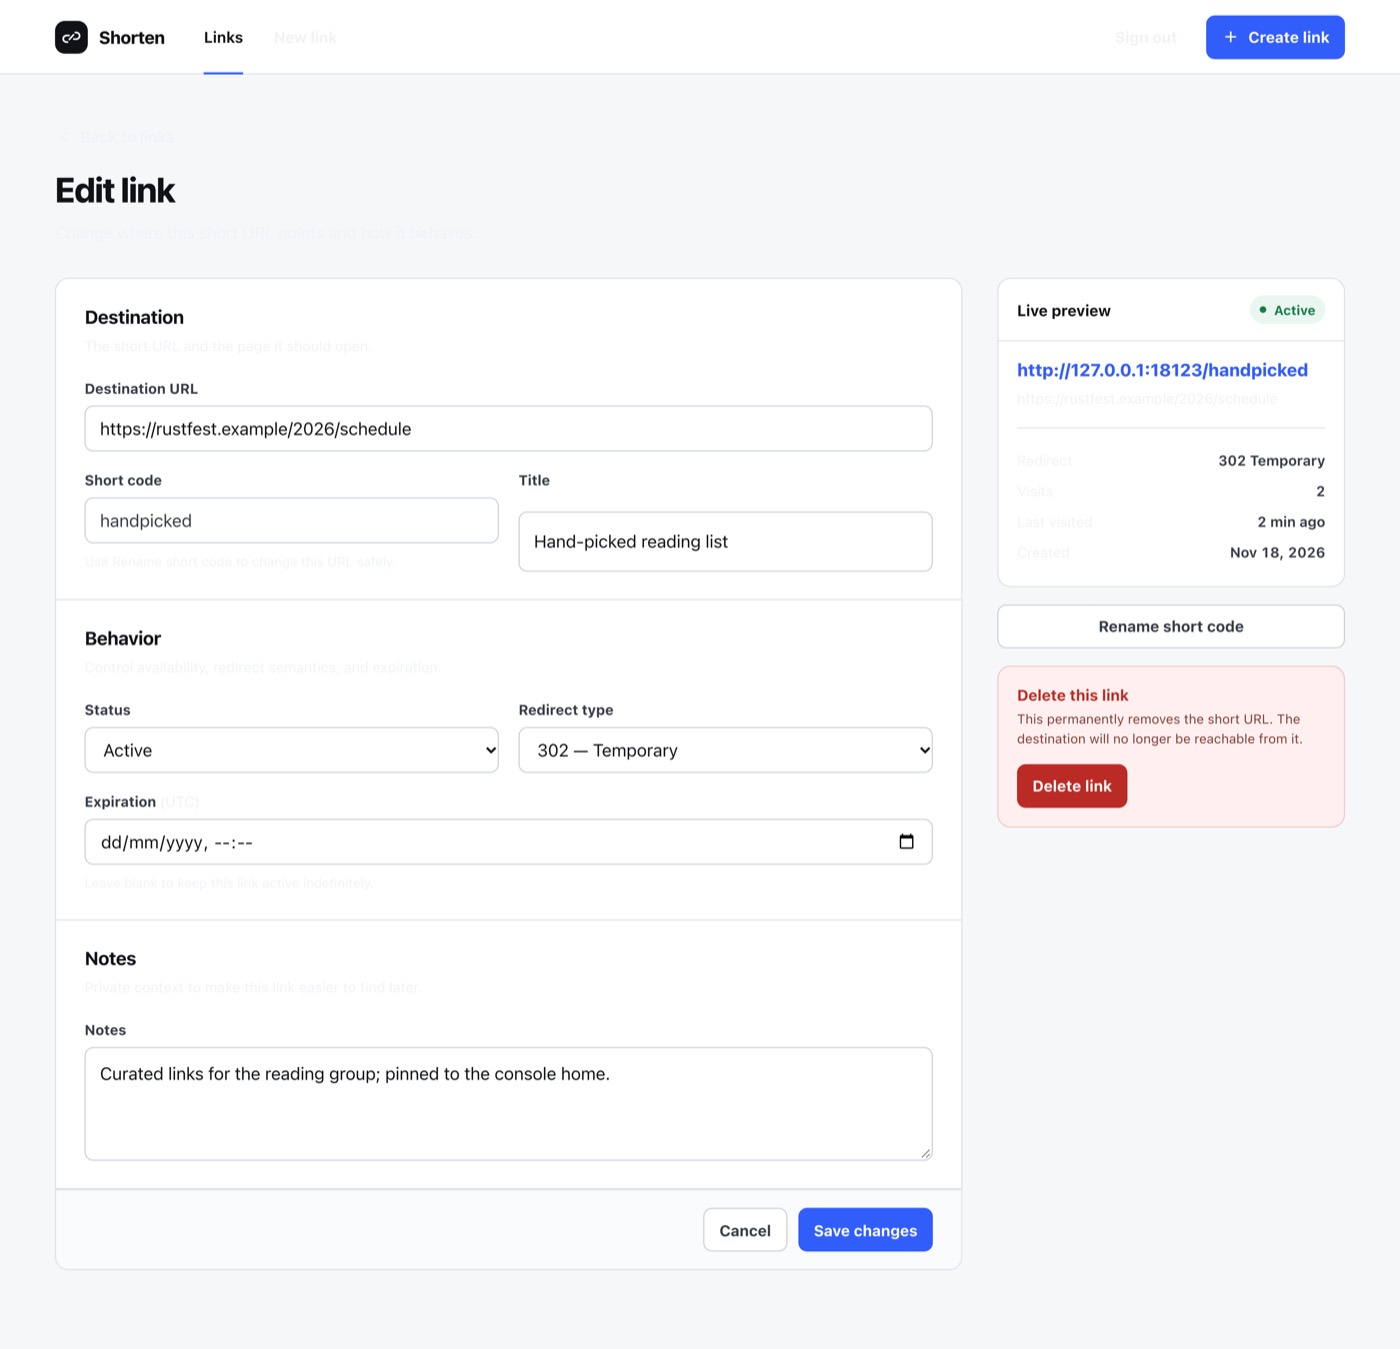 Shorten
Links
New link
Sign out
+ Create link
Back to links
Edit link
Change where this short URL points and how it behaves.
Destination
The short URL and the page it should open.
Destination URL
https://rustfest.example/2026/schedule
Short code
Title
handpicked
Hand-picked reading list
Use Rename short code to change this URL safely.
Behavior
Control availability, redirect semantics, and expiration.
Status
Redirect type
Active
302 — Temporary
Expiration (UTC)
dd/mm/yyyy, --:--
Leave blank to keep this link active indefinitely.
Notes
Private context to make this link easier to find later.
Notes
Curated links for the reading group; pinned to the console home.
Cancel
Save changes
Live preview
Active
http://127.0.0.1:18123/handpicked
https://rustfest.example/2026/schedule
Redirect 302 Temporary
Visits 2
Last visited 2 min ago
Created Nov 18, 2026
Rename short code
Delete this link
This permanently removes the short URL. The
destination will no longer be reachable from it.
Delete link